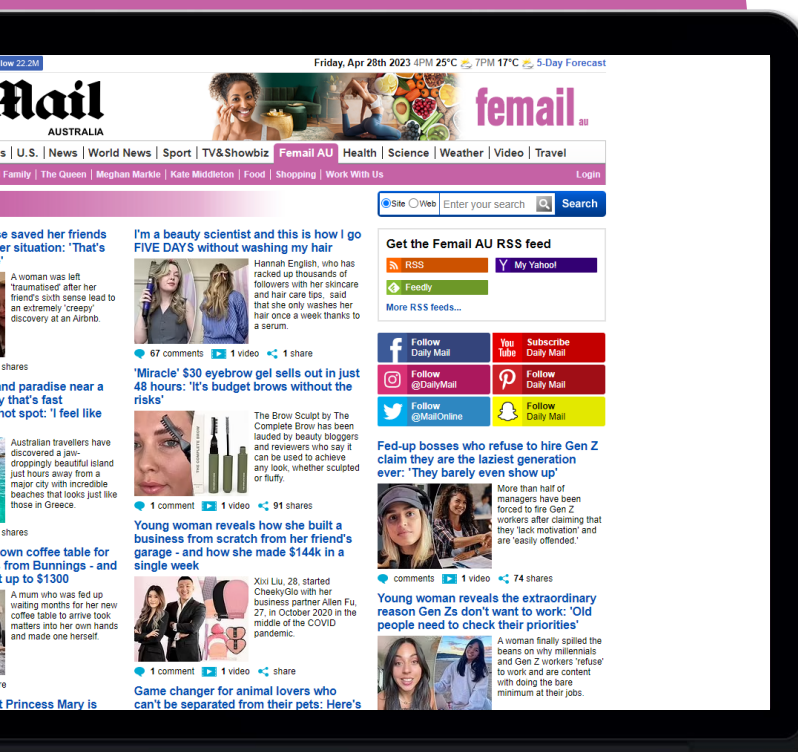 llow 22.2M
Friday, Apr 28th 2023 4PM 25°C 7PM 17°C 5-Day Forecast
Mail
AUSTRALIA
femail au
s | U.S. | News | World News | Sport | TV&Showbiz | Femail AU | Health | Science | Weather | Video | Travel
Family | The Queen | Meghan Markle | Kate Middleton | Food | Shopping | Work With Us
Login
Site Web Enter your search Search
e saved her friends
er situation: 'That's
'
A woman was left
'traumatised' after her
friend's sixth sense lead to
an extremely 'creepy'
discovery at an Airbnb.
shares
nd paradise near a
y that's fast
hot spot: 'I feel like
Australian travellers have
discovered a jaw-
droppingly beautiful island
just hours away from a
major city with incredible
beaches that looks just like
those in Greece.
shares
own coffee table for
from Bunnings - and
t up to $1300
A mum who was fed up
waiting months for her new
coffee table to arrive took
matters into her own hands
and made one herself.
re
t Princess Mary is
I'm a beauty scientist and this is how I go
FIVE DAYS without washing my hair
Hannah English, who has
racked up thousands of
followers with her skincare
and hair care tips, said
that she only washes her
hair once a week thanks to
a serum.
67 comments 1 video 1 share
'Miracle' $30 eyebrow gel sells out in just
48 hours: 'It's budget brows without the
risks'
THE COMPLETE BROW
The Brow Sculpt by The
Complete Brow has been
lauded by beauty bloggers
and reviewers who say it
can be used to achieve
any look, whether sculpted
or fluffy.
1 comment 1 video 91 shares
Young woman reveals how she built a
business from scratch from her friend's
garage - and how she made $144k in a
single week
Xixi Liu, 28, started
CheekyGlo with her
business partner Allen Fu,
27, in October 2020 in the
middle of the COVID
pandemic.
1 comment 1 video share
Game changer for animal lovers who
can't be separated from their pets: Here's
Get the Femail AU RSS feed
RSS
Y My Yahoo!
Feedly
More RSS feeds...
f Follow
Daily Mail
You Tube Subscribe
Daily Mail
Follow
@DailyMail
Follow
Daily Mail
Follow
@MailOnline
Follow
Daily Mail
Fed-up bosses who refuse to hire Gen Z
claim they are the laziest generation
ever: 'They barely even show up'
More than half of
managers have been
forced to fire Gen Z
workers after claiming that
they 'lack motivation' and
are 'easily offended.'
comments 1 video 74 shares
Young woman reveals the extraordinary
reason Gen Zs don't want to work: 'Old
people need to check their priorities'
A woman finally spilled the
beans on why millennials
and Gen Z workers 'refuse'
to work and are content
with doing the bare
minimum at their jobs.